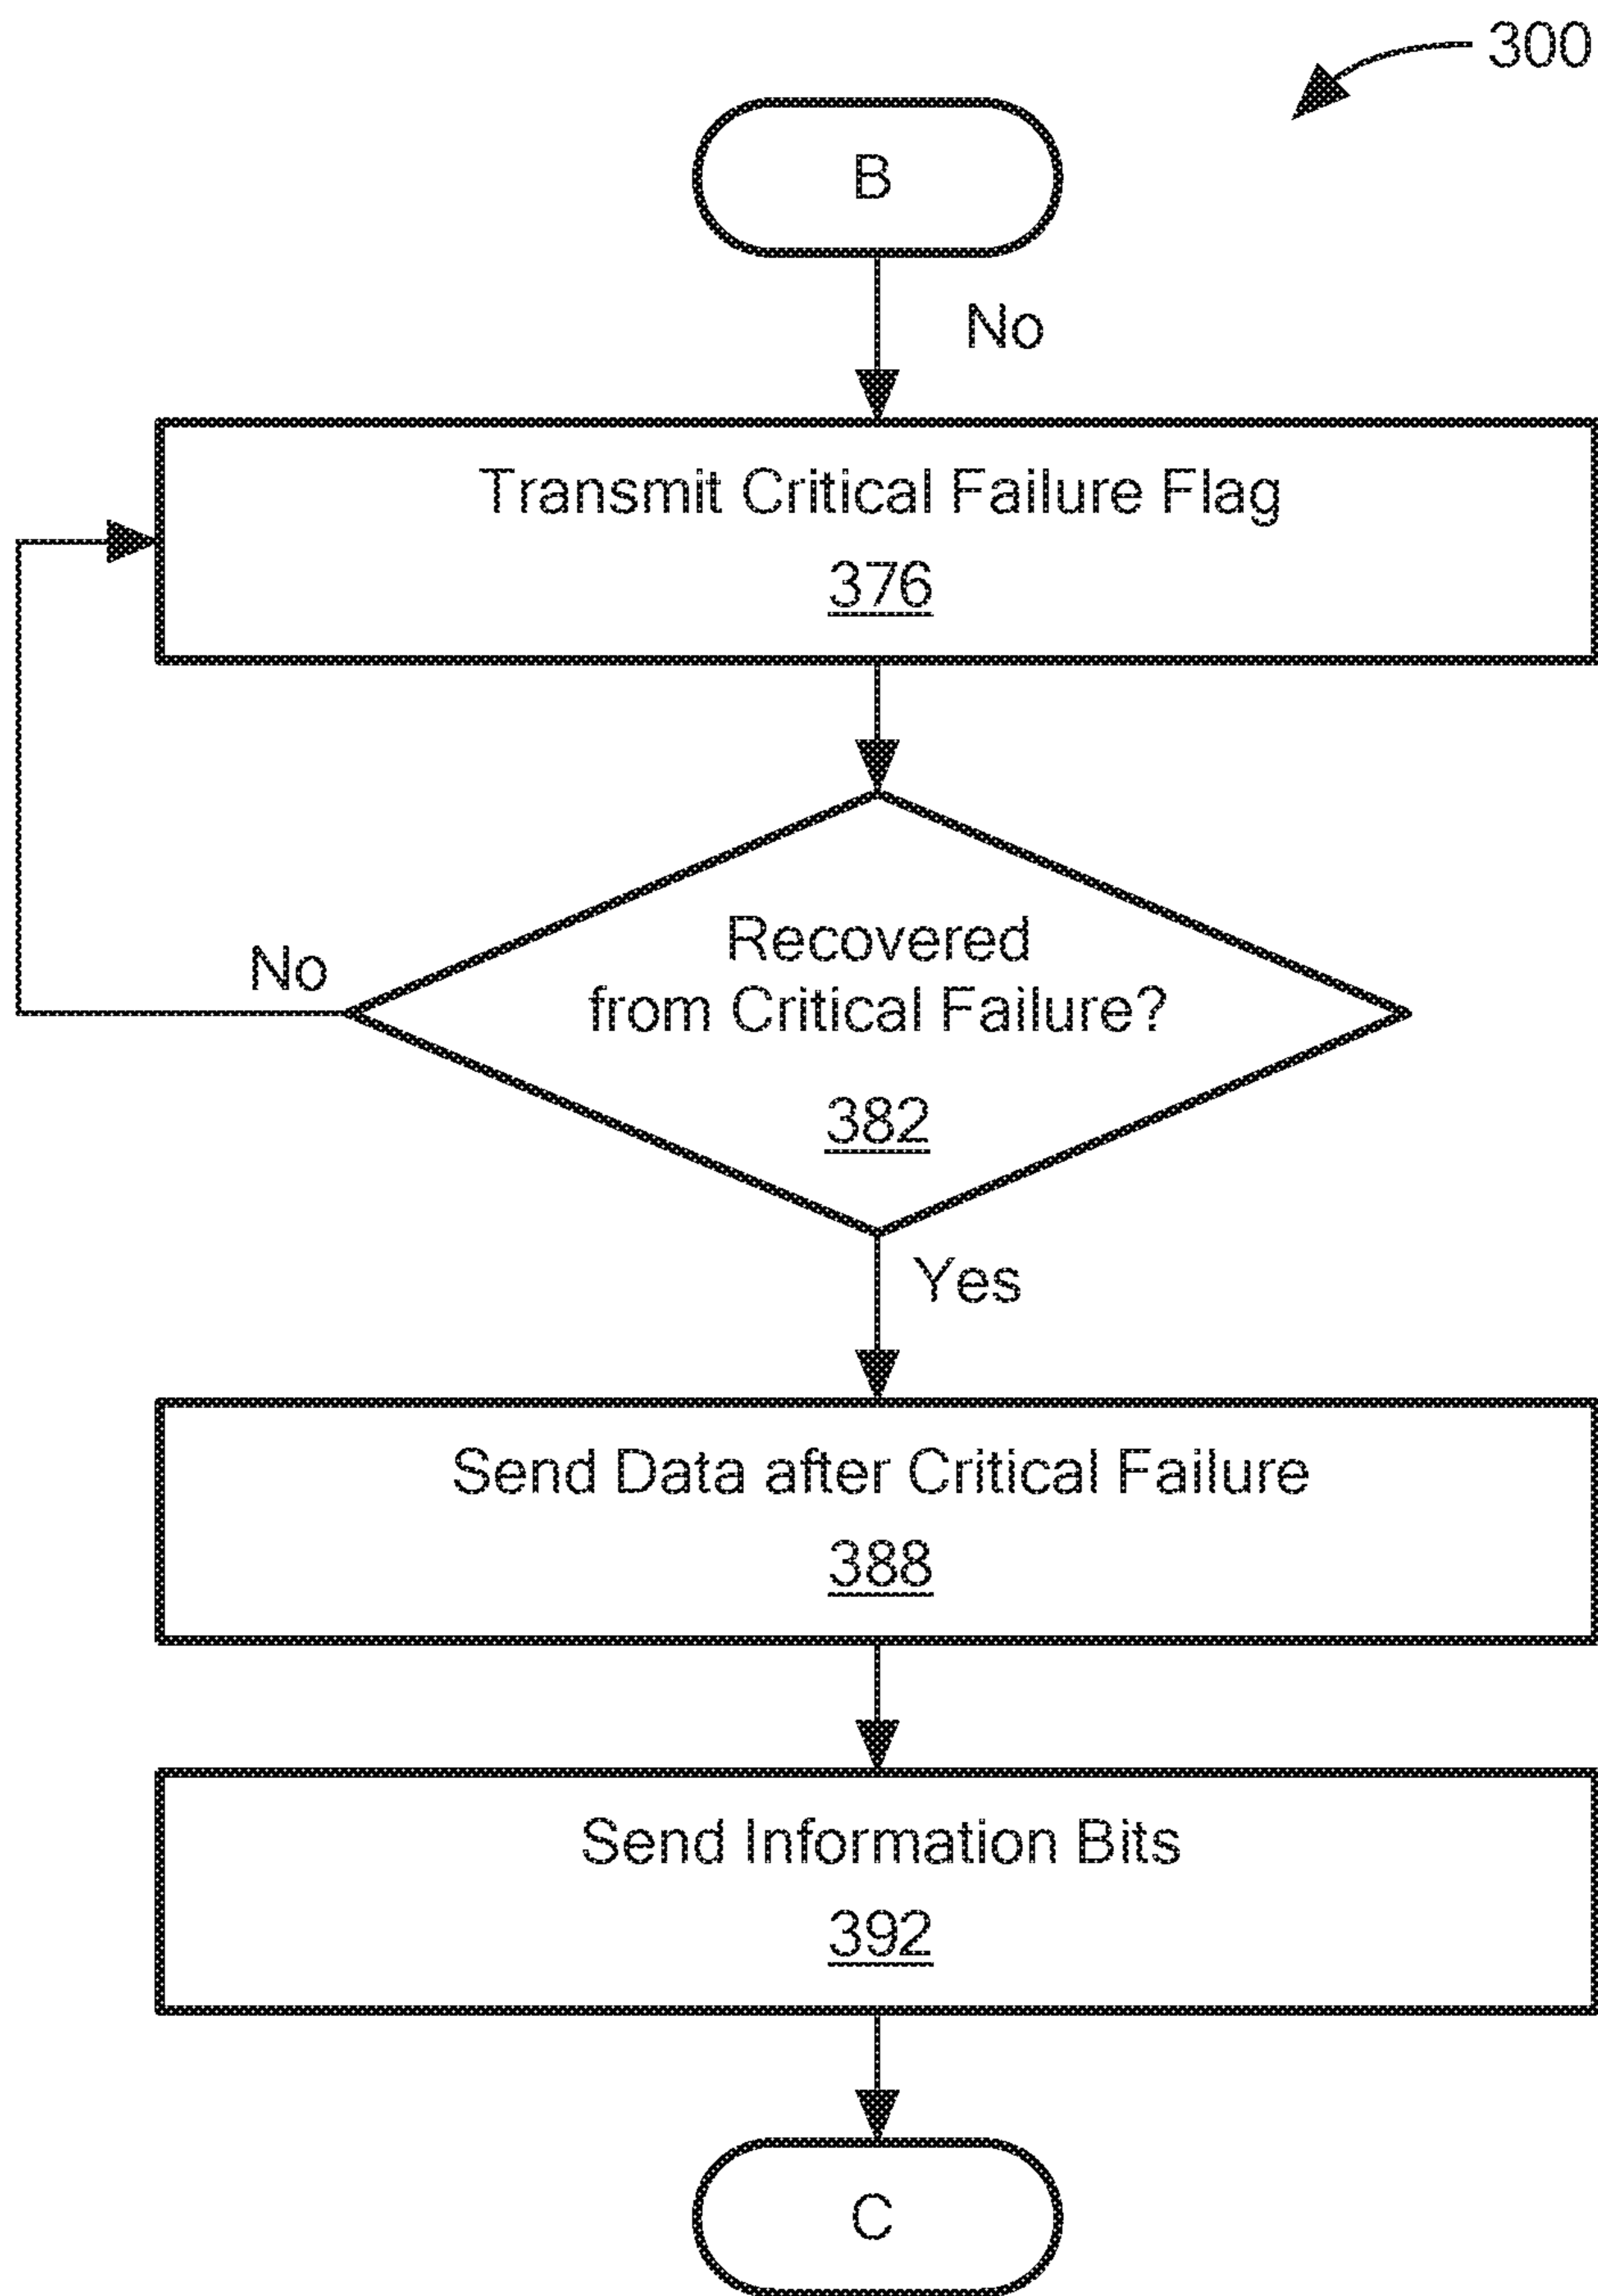 300
B
No
Transmit Critical Failure Flag
376
Recovered
from Critical Failure?
382
No
Yes
Send Data after Critical Failure
388
Send Information Bits
392
C